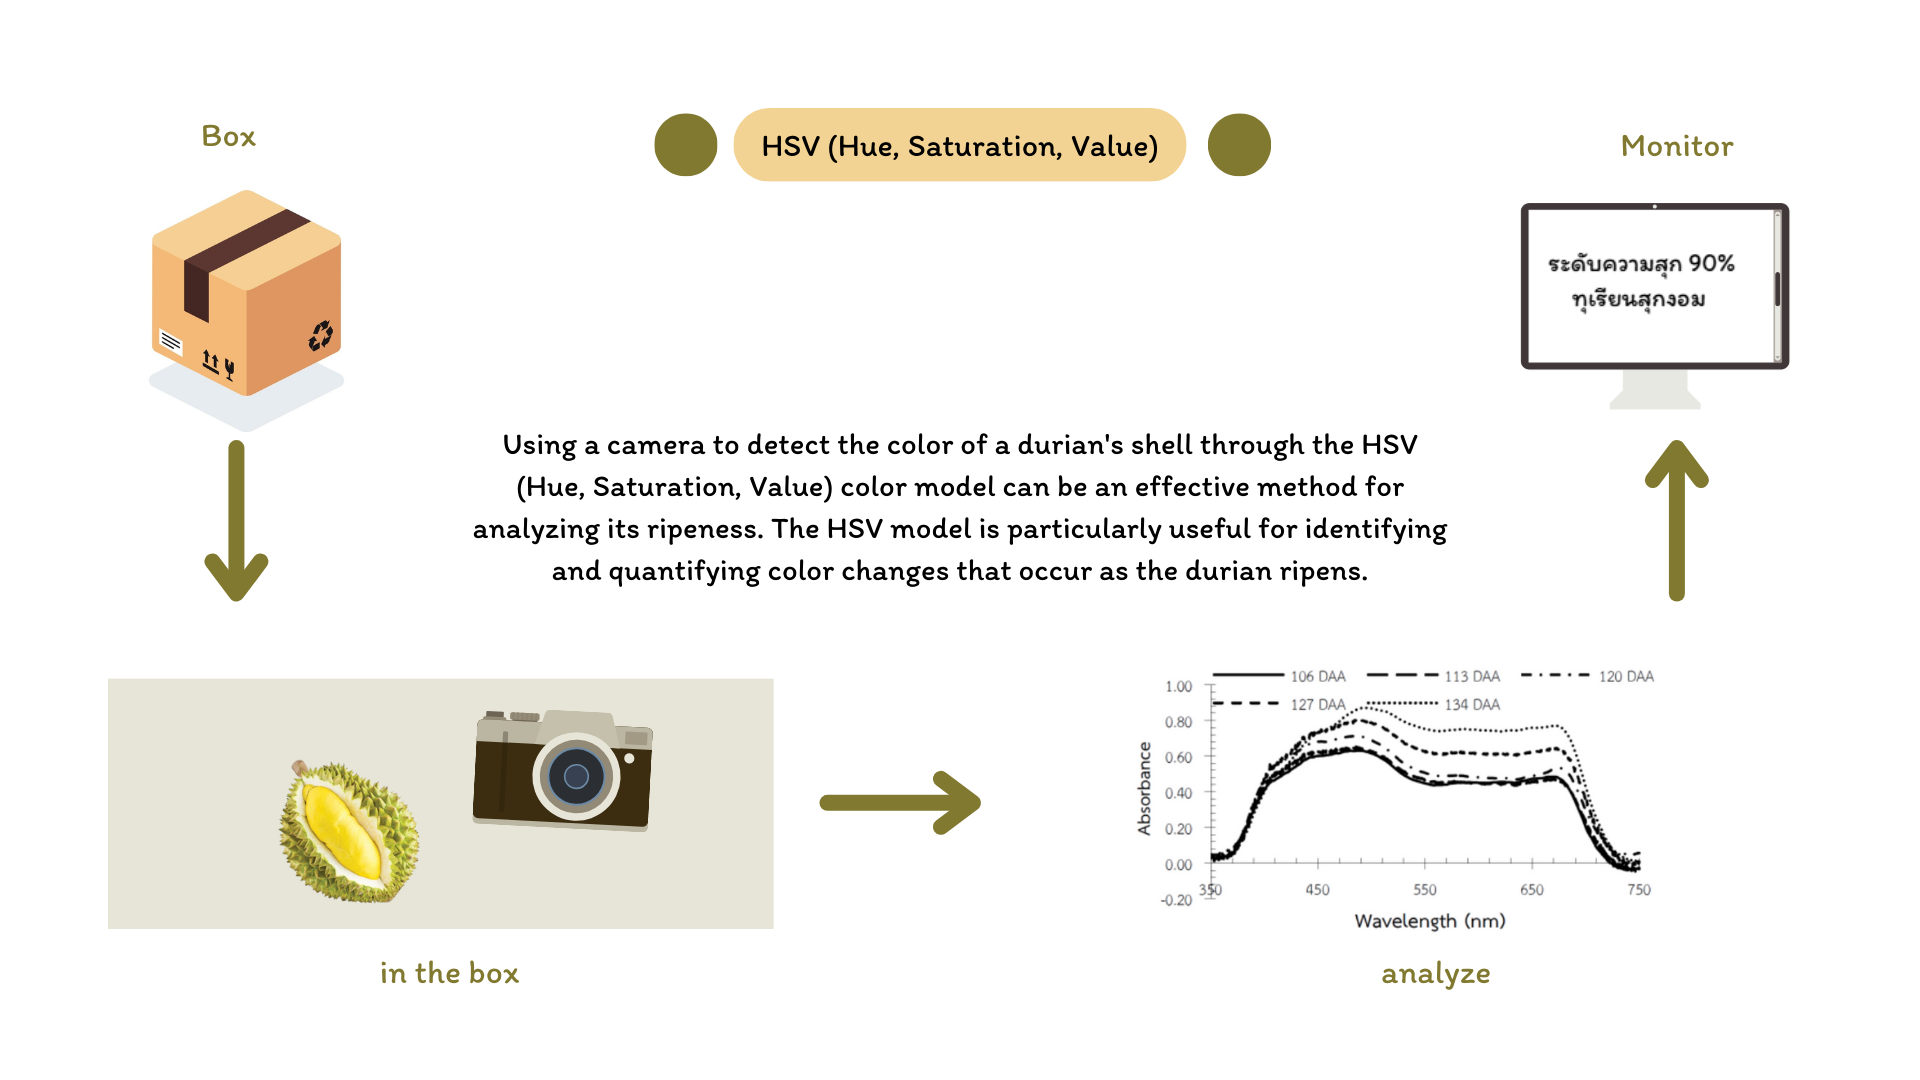 Box
HSV (Hue, Saturation, Value)
Monitor
ระดับความสุก 90%
ทุเรียนสุกงอม
Using a camera to detect the color of a durian's shell through the HSV
(Hue, Saturation, Value) color model can be an effective method for
analyzing its ripeness. The HSV model is particularly useful for identifying
and quantifying color changes that occur as the durian ripens.
106 DAA
113 DAA
120 DAA
127 DAA
134 DAA
1.00
0.80
0.60
0.40
0.20
0.00
-0.20
Absorbance
350
450
550
650
750
Wavelength (nm)
in the box
analyze